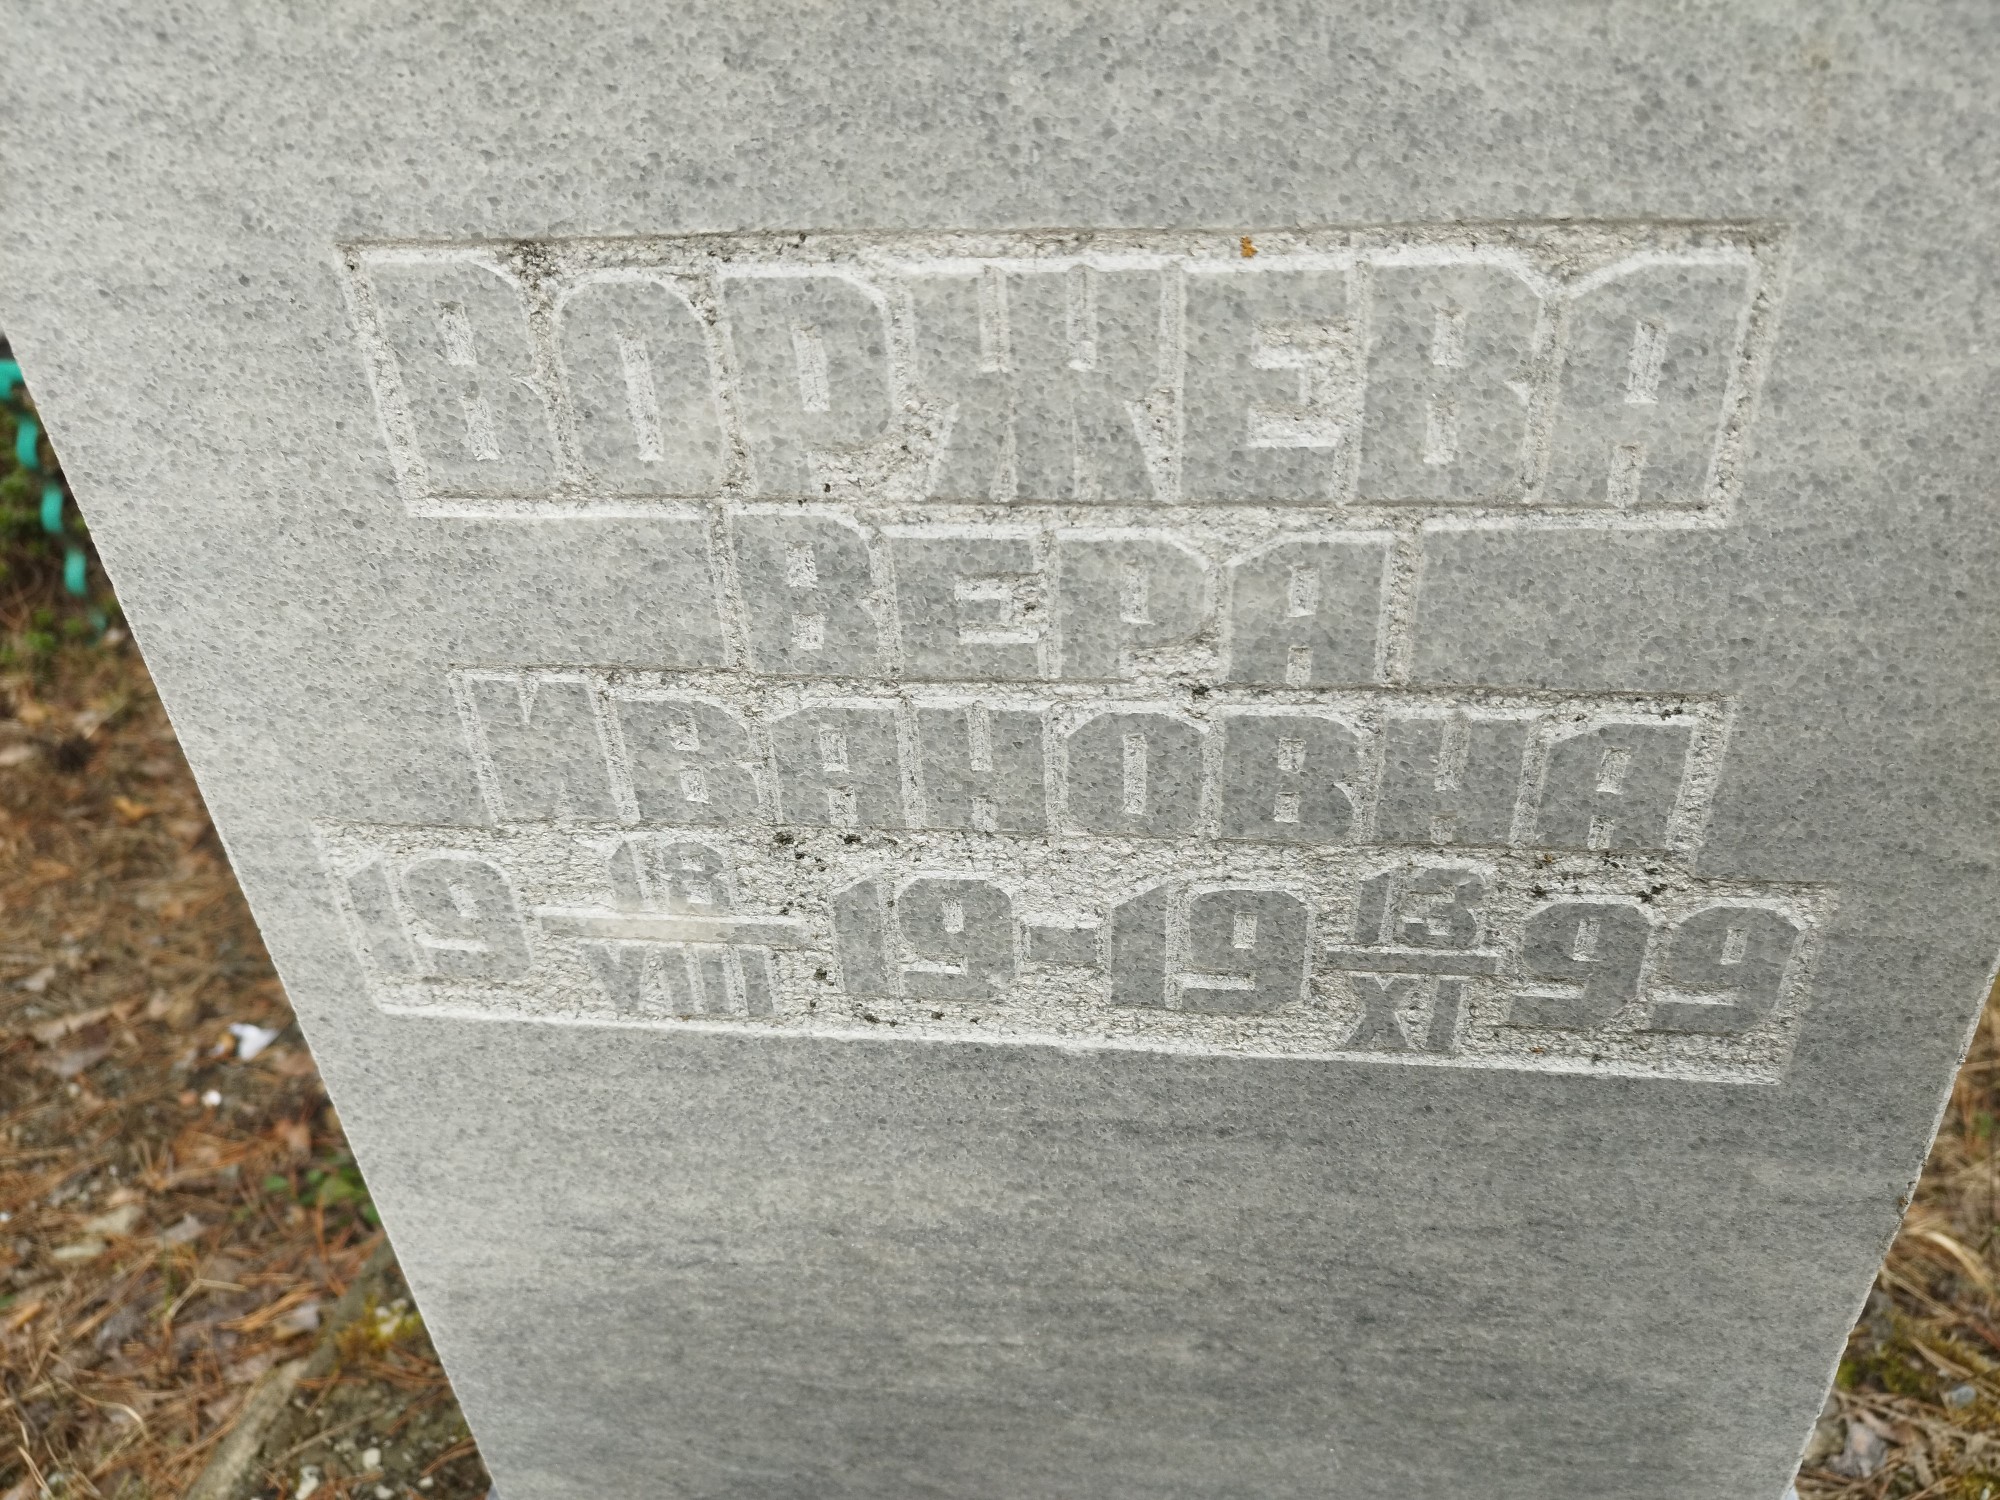 ВОРЖЕВА
ВЕРА
ИВАНОВНА
19 18/VIII 19-19 13/XI 99